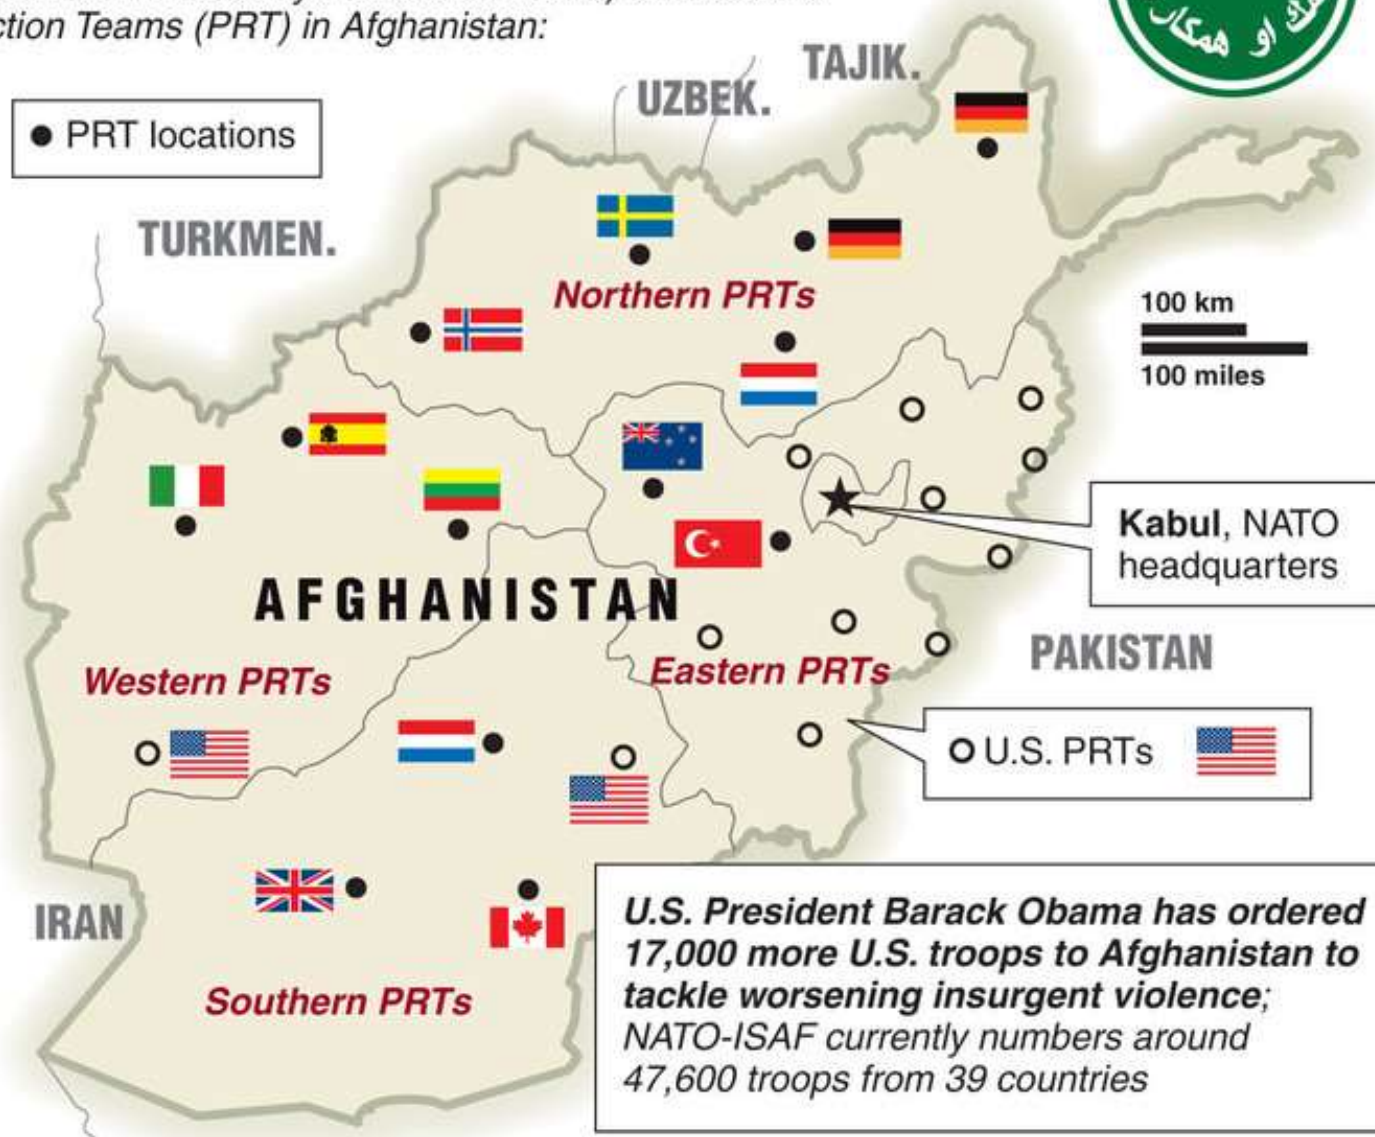 ction Teams (PRT) in Afghanistan:
همكار او
PRT locations
TAJIK.
UZBEK.
TURKMEN.
Northern PRTs
100 km
100 miles
Kabul, NATO
headquarters
AFGHANISTAN
Western PRTs
Eastern PRTs
PAKISTAN
U.S. PRTs
IRAN
Southern PRTs
U.S. President Barack Obama has ordered
17,000 more U.S. troops to Afghanistan to
tackle worsening insurgent violence;
NATO-ISAF currently numbers around
47,600 troops from 39 countries